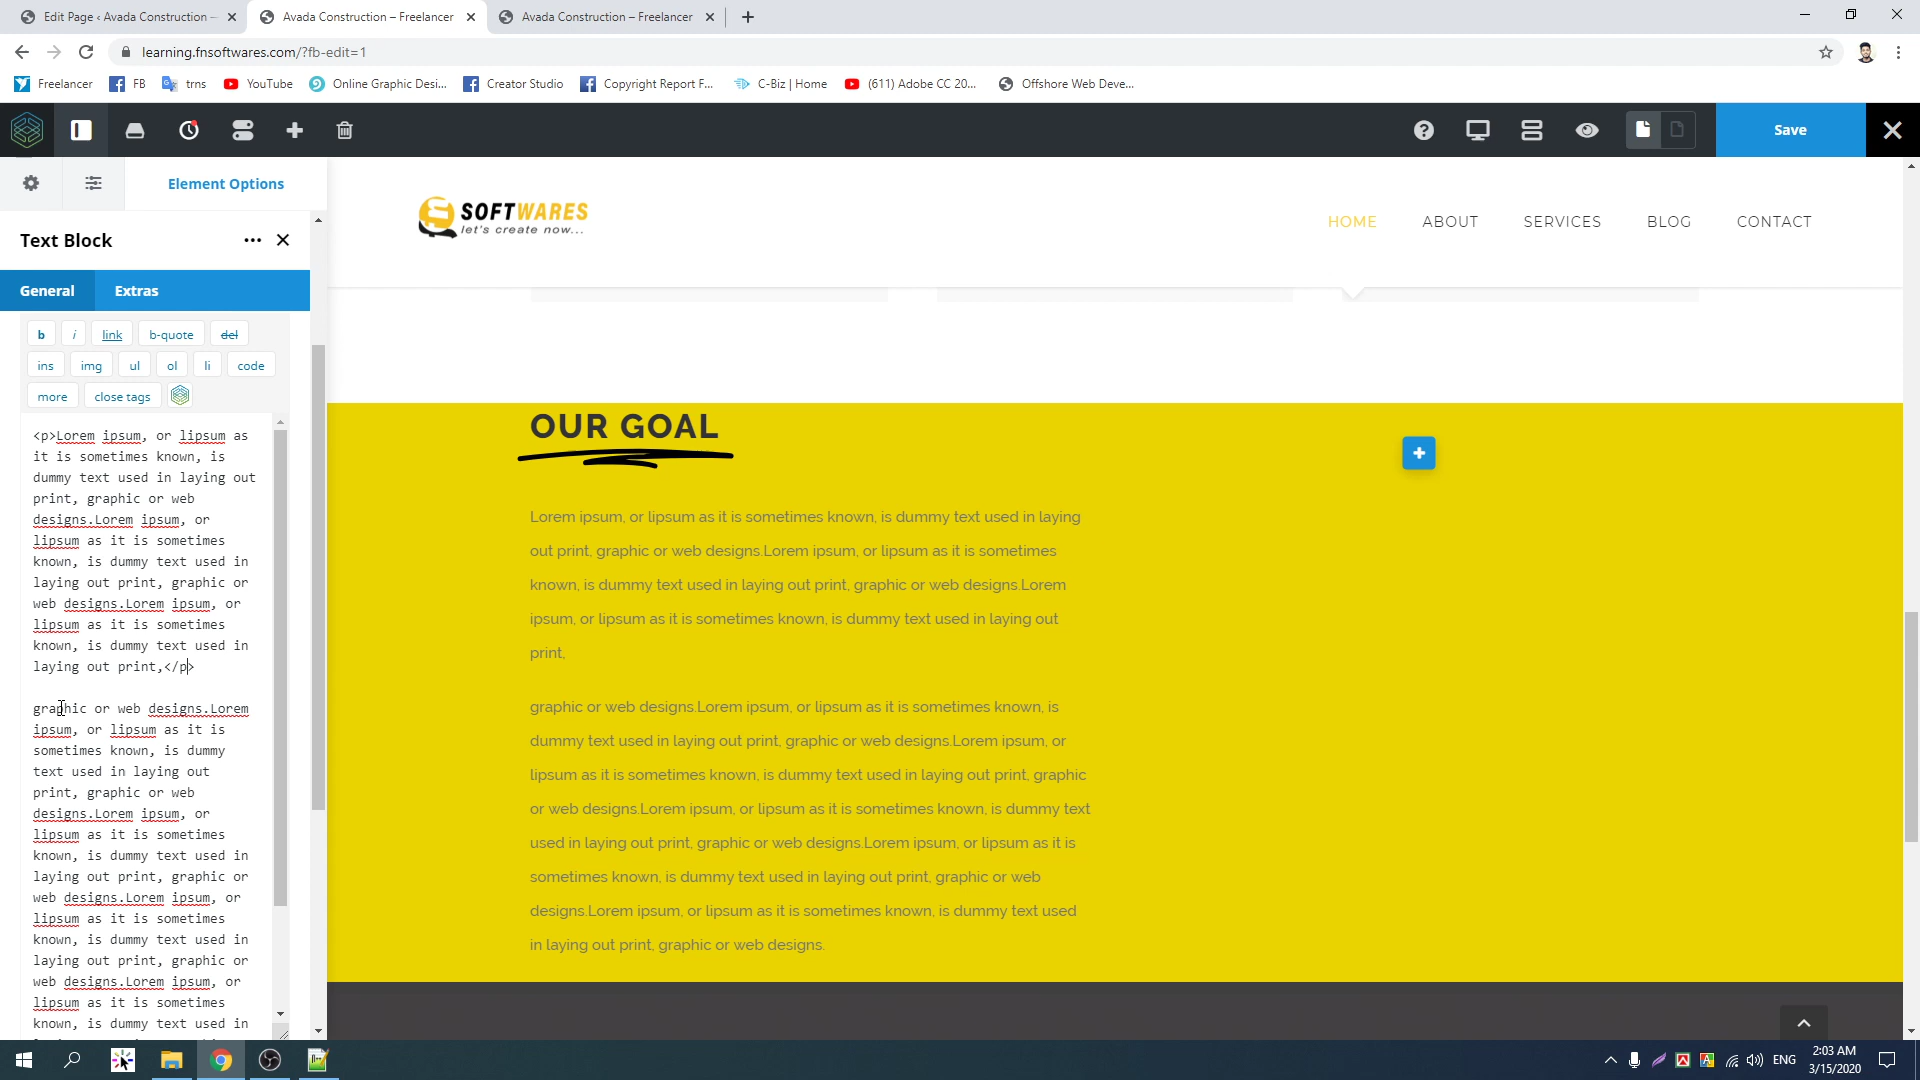 Edit Page ‹ Avada Construction –
Avada Construction – Freelancer
Avada Construction – Freelancer
learning.fnsoftwares.com/?fb-edit=1
Freelancer
FB
trns
YouTube
Online Graphic Desi...
Creator Studio
Copyright Report F...
C-Biz | Home
(611) Adobe CC 20...
Offshore Web Deve...
Save
Element Options
Text Block
General
Extras
b
i
link
b-quote
del
ins
img
ul
ol
li
code
more
close tags
<p>Lorem ipsum, or lipsum as
it is sometimes known, is
dummy text used in laying out
print, graphic or web
designs.Lorem ipsum, or
lipsum as it is sometimes
known, is dummy text used in
laying out print, graphic or
web designs.Lorem ipsum, or
lipsum as it is sometimes
known, is dummy text used in
laying out print,</p>
graphic or web designs.Lorem
ipsum, or lipsum as it is
sometimes known, is dummy
text used in laying out
print, graphic or web
designs.Lorem ipsum, or
lipsum as it is sometimes
known, is dummy text used in
laying out print, graphic or
web designs.Lorem ipsum, or
lipsum as it is sometimes
known, is dummy text used in
laying out print, graphic or
web designs.Lorem ipsum, or
lipsum as it is sometimes
known, is dummy text used in
SOFTWARES
let's create now...
HOME
ABOUT
SERVICES
BLOG
CONTACT
OUR GOAL
Lorem ipsum, or lipsum as it is sometimes known, is dummy text used in laying
out print, graphic or web designs.Lorem ipsum, or lipsum as it is sometimes
known, is dummy text used in laying out print, graphic or web designs.Lorem
ipsum, or lipsum as it is sometimes known, is dummy text used in laying out
print,
graphic or web designs.Lorem ipsum, or lipsum as it is sometimes known, is
dummy text used in laying out print, graphic or web designs.Lorem ipsum, or
lipsum as it is sometimes known, is dummy text used in laying out print, graphic
or web designs.Lorem ipsum, or lipsum as it is sometimes known, is dummy text
used in laying out print, graphic or web designs.Lorem ipsum, or lipsum as it is
sometimes known, is dummy text used in laying out print, graphic or web
designs.Lorem ipsum, or lipsum as it is sometimes known, is dummy text used
in laying out print, graphic or web designs.
ENG
2:03 AM
3/15/2020